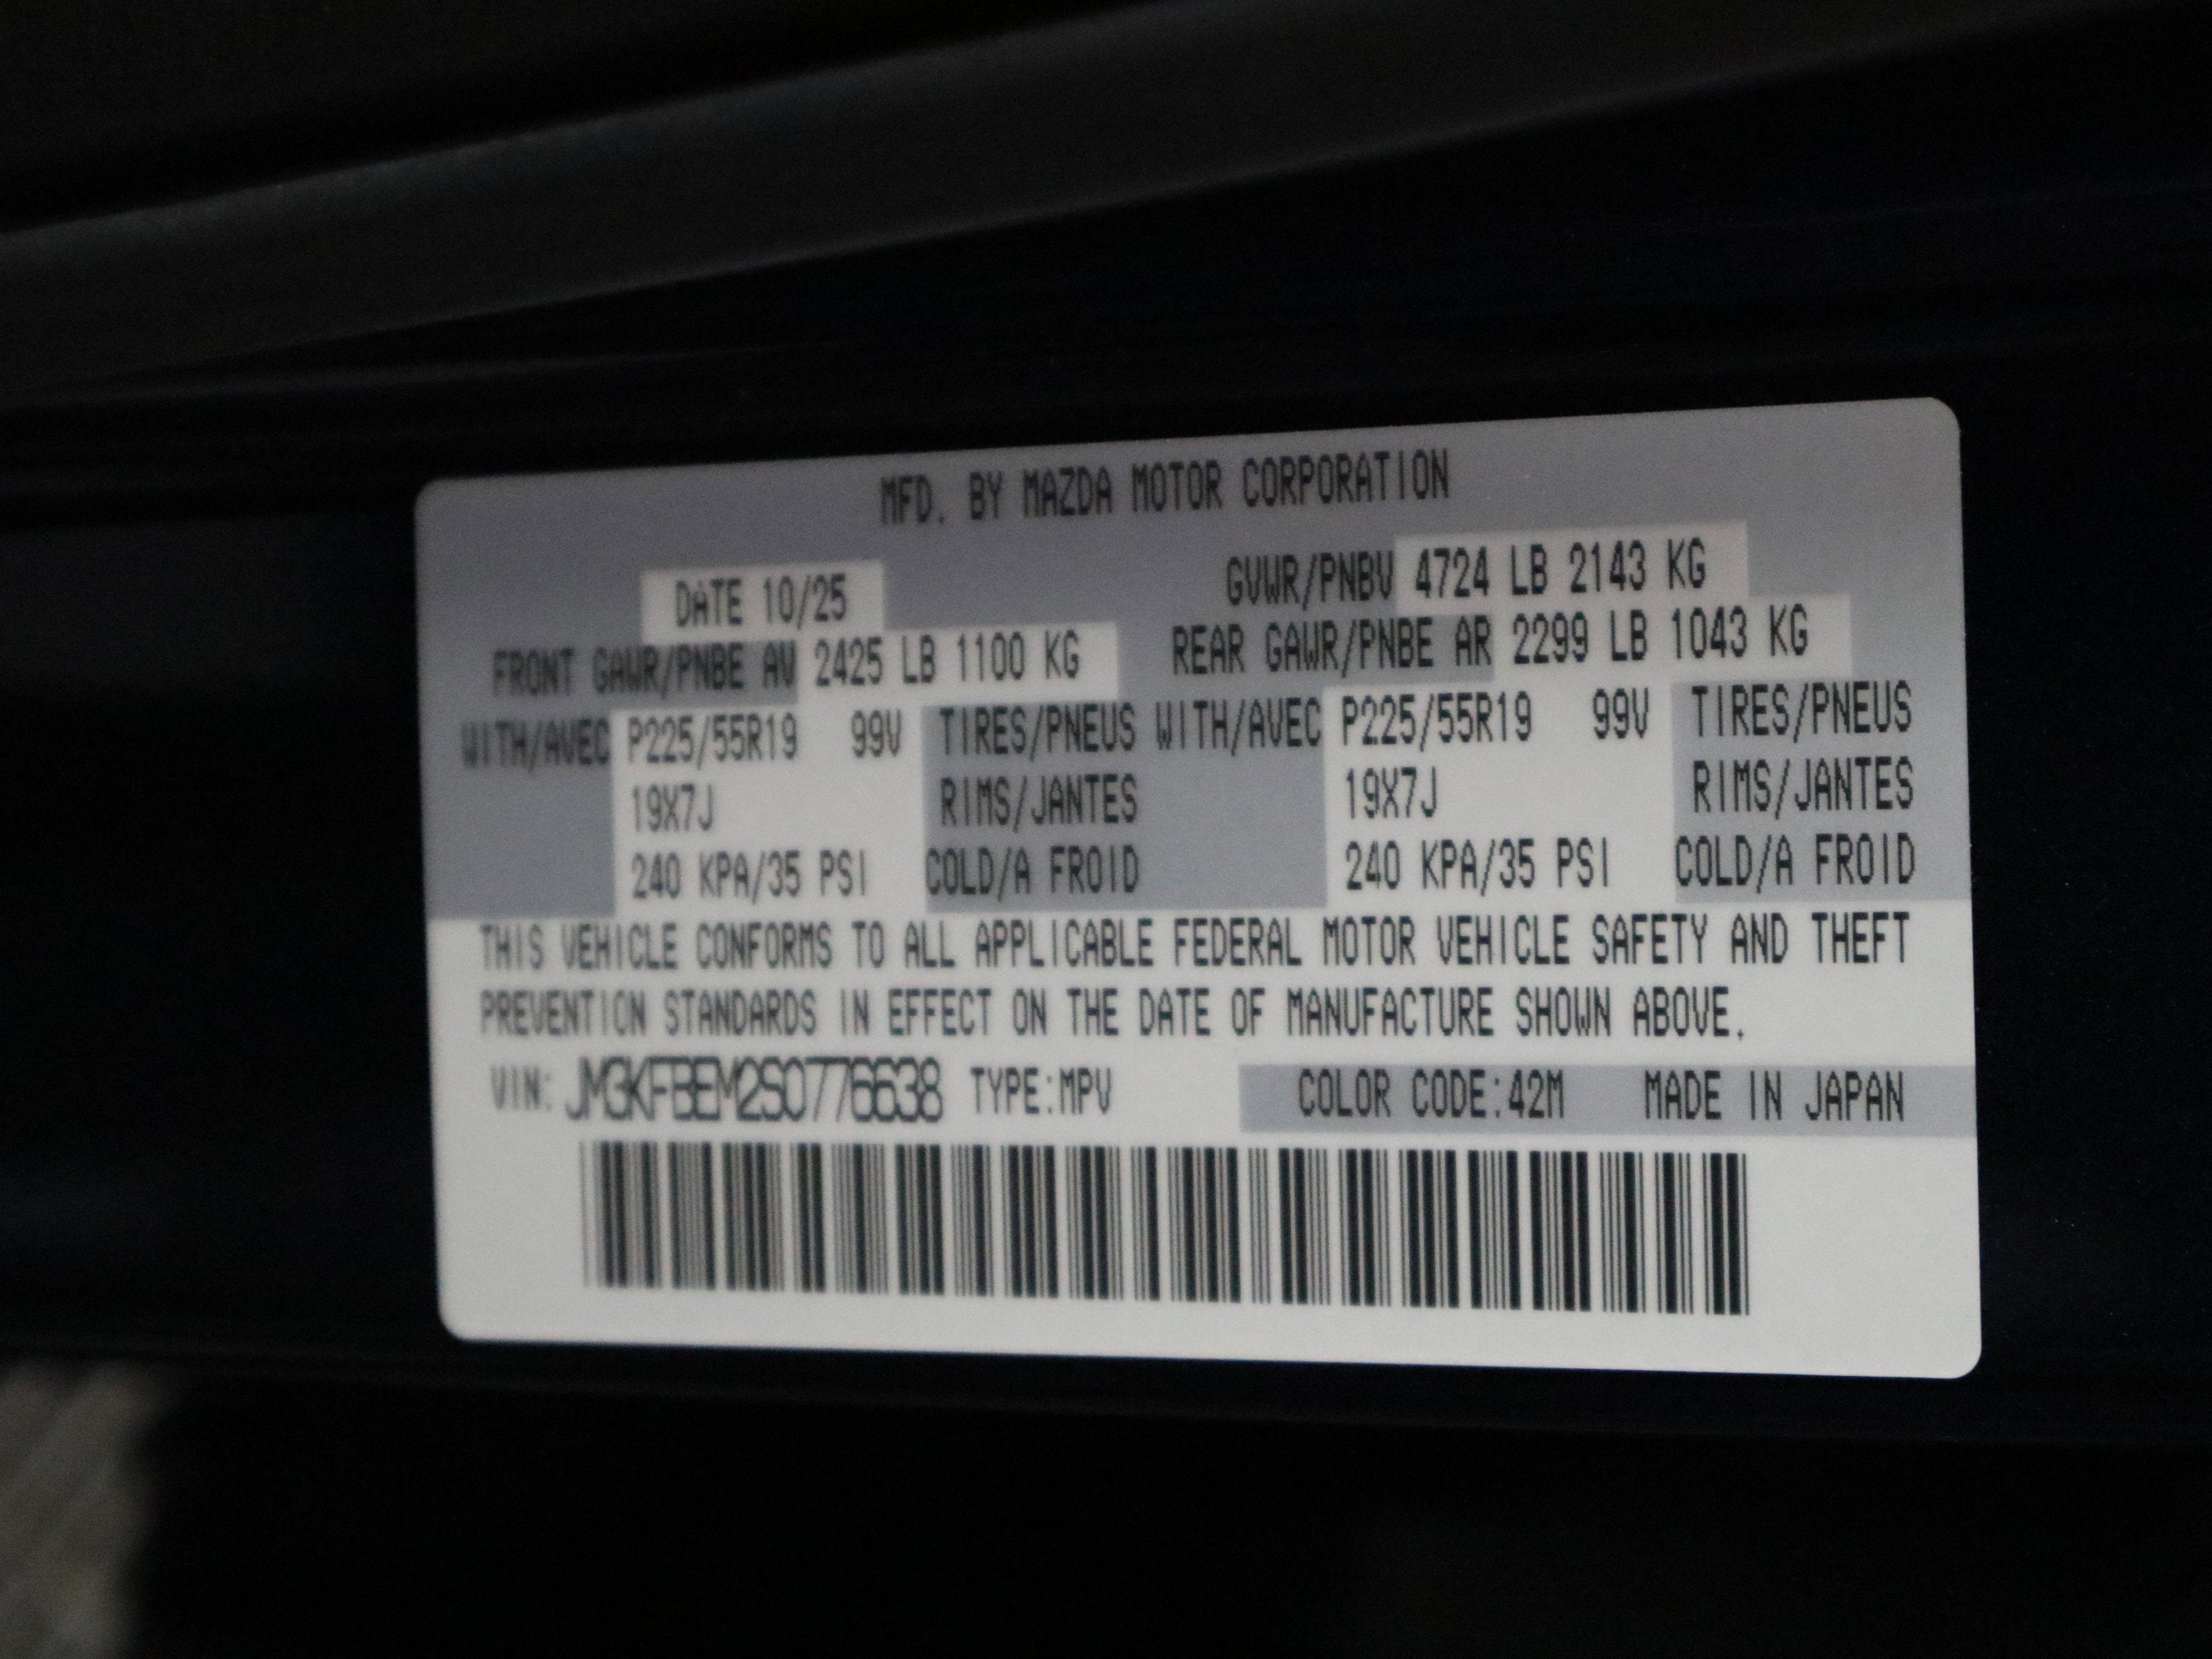 MFD. BY MAZDA MOTOR CORPORATION
DATE 10/25 GVWR/PNBV 4724 LB 2143 KG
FRONT GAWR/PNBE AV 2425 LB 1100 KG REAR GAWR/PNBE AR 2299 LB 1043 KG
WITH/AVEC P225/55R19 99V TIRES/PNEUS WITH/AVEC P225/55R19 99V TIRES/PNEUS
19X7J RIMS/JANTES 19X7J RIMS/JANTES
240 KPA/35 PSI COLD/A FROID 240 KPA/35 PSI COLD/A FROID
THIS VEHICLE CONFORMS TO ALL APPLICABLE FEDERAL MOTOR VEHICLE SAFETY AND THEFT
PREVENTION STANDARDS IN EFFECT ON THE DATE OF MANUFACTURE SHOWN ABOVE.
VIN: JM3KFBEM2S0776638 TYPE:MPV COLOR CODE:42M MADE IN JAPAN